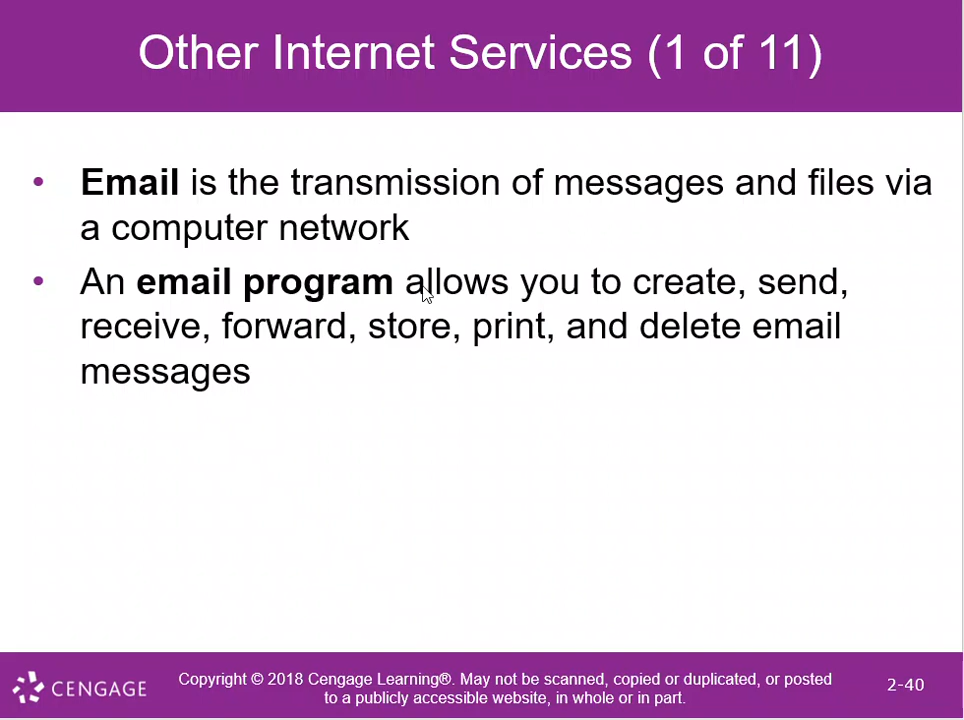 Other Internet Services (1 of 11)
• Email is the transmission of messages and files via
a computer network
• An email program allows you to create, send,
receive, forward, store, print, and delete email
messages
CENGAGE
Copyright © 2018 Cengage Learning®. May not be scanned, copied or duplicated, or posted
to a publicly accessible website, in whole or in part.
2-40